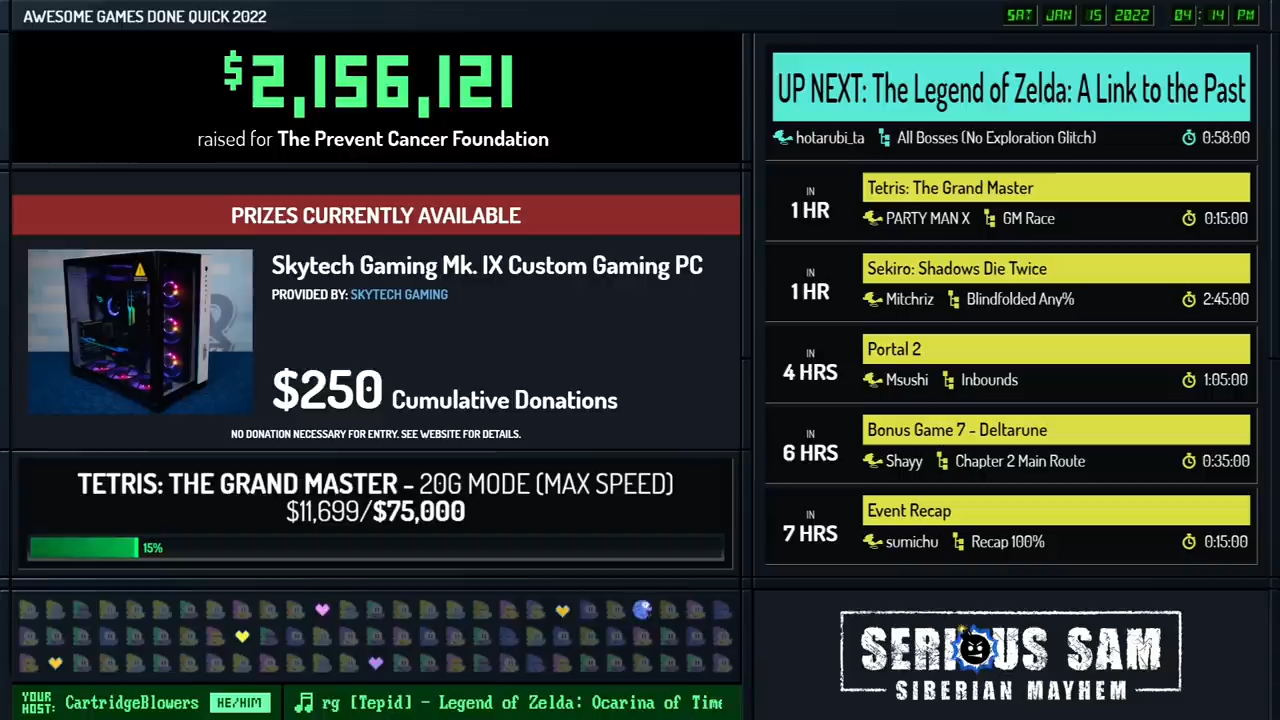 AWESOME GAMES DONE QUICK 2022
SAT JAN 15 2022 04:14 PM
$2,156,121
raised for The Prevent Cancer Foundation
PRIZES CURRENTLY AVAILABLE
Skytech Gaming Mk. IX Custom Gaming PC
PROVIDED BY: SKYTECH GAMING
$250 Cumulative Donations
NO DONATION NECESSARY FOR ENTRY. SEE WEBSITE FOR DETAILS.
TETRIS: THE GRAND MASTER - 20G MODE (MAX SPEED)
$11,699/$75,000
15%
YOUR HOST: CartridgeBlowers HE/HIM
rg [Tepid] - Legend of Zelda: Ocarina of Time
UP NEXT: The Legend of Zelda: A Link to the Past
hotarubi_ta All Bosses (No Exploration Glitch) 0:58:00
IN 1 HR
Tetris: The Grand Master
PARTY MAN X GM Race 0:15:00
IN 1 HR
Sekiro: Shadows Die Twice
Mitchriz Blindfolded Any% 2:45:00
IN 4 HRS
Portal 2
Msushi Inbounds 1:05:00
IN 6 HRS
Bonus Game 7 - Deltarune
Shayy Chapter 2 Main Route 0:35:00
IN 7 HRS
Event Recap
sumichu Recap 100% 0:15:00
SERIOUS SAM
SIBERIAN MAYHEM